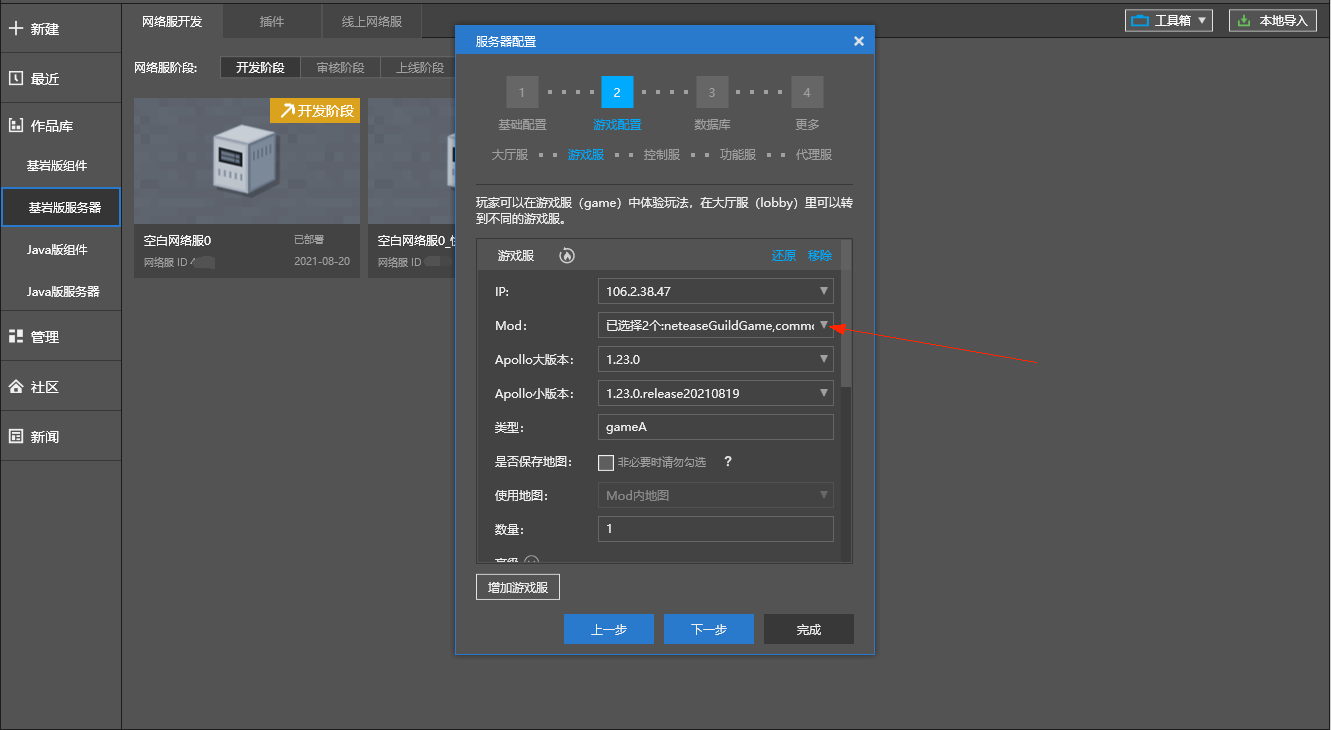 新建
最近
作品库
基岩版组件
基岩版服务器
Java版组件
Java版服务器
管理
社区
新闻
网络服开发 插件 线上网络服
工具箱 本地导入
网络服阶段: 开发阶段 审核阶段 上线阶段
开发阶段
空白网络服0 已部署
网络服 ID 2021-08-20
空白网络服0_
网络服 ID
服务器配置
1 2 3 4
基础配置 游戏配置 数据库 更多
大厅服 游戏服 控制服 功能服 代理服
玩家可以在游戏服（game）中体验玩法，在大厅服（lobby）里可以转
到不同的游戏服。
游戏服 还原 移除
IP: 106.2.38.47
Mod: 已选择2个:neteaseGuildGame,comm
Apollo大版本: 1.23.0
Apollo小版本: 1.23.0.release20210819
类型: gameA
是否保存地图: 非必要时请勿勾选 ?
使用地图: Mod内地图
数量: 1
增加游戏服
上一步 下一步 完成